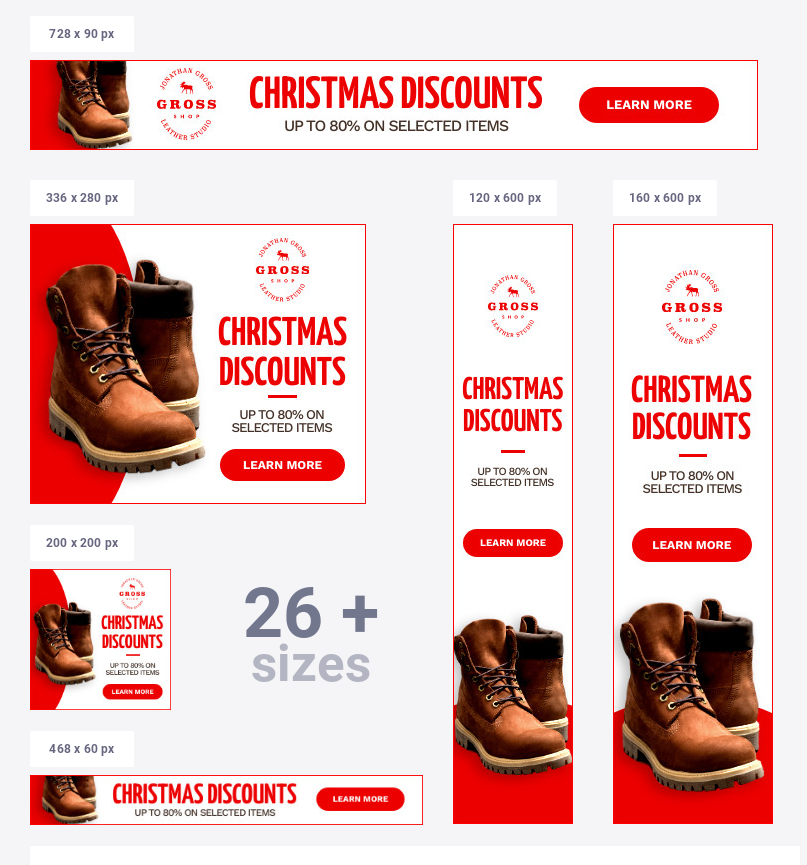 728 x 90 px
JONATHAN GROSS
GROSS
SHOP
LEATHER STUDIO
CHRISTMAS DISCOUNTS
UP TO 80% ON SELECTED ITEMS
LEARN MORE
336 x 280 px
JONATHAN GROSS
GROSS
SHOP
LEATHER STUDIO
CHRISTMAS
DISCOUNTS
UP TO 80% ON
SELECTED ITEMS
LEARN MORE
120 x 600 px
JONATHAN GROSS
GROSS
SHOP
LEATHER STUDIO
CHRISTMAS
DISCOUNTS
UP TO 80% ON
SELECTED ITEMS
LEARN MORE
160 x 600 px
JONATHAN GROSS
GROSS
SHOP
LEATHER STUDIO
CHRISTMAS
DISCOUNTS
UP TO 80% ON
SELECTED ITEMS
LEARN MORE
200 x 200 px
JONATHAN GROSS
GROSS
SHOP
LEATHER STUDIO
CHRISTMAS
DISCOUNTS
UP TO 80% ON
SELECTED ITEMS
LEARN MORE
26 +
sizes
468 x 60 px
CHRISTMAS DISCOUNTS
UP TO 80% ON SELECTED ITEMS
LEARN MORE